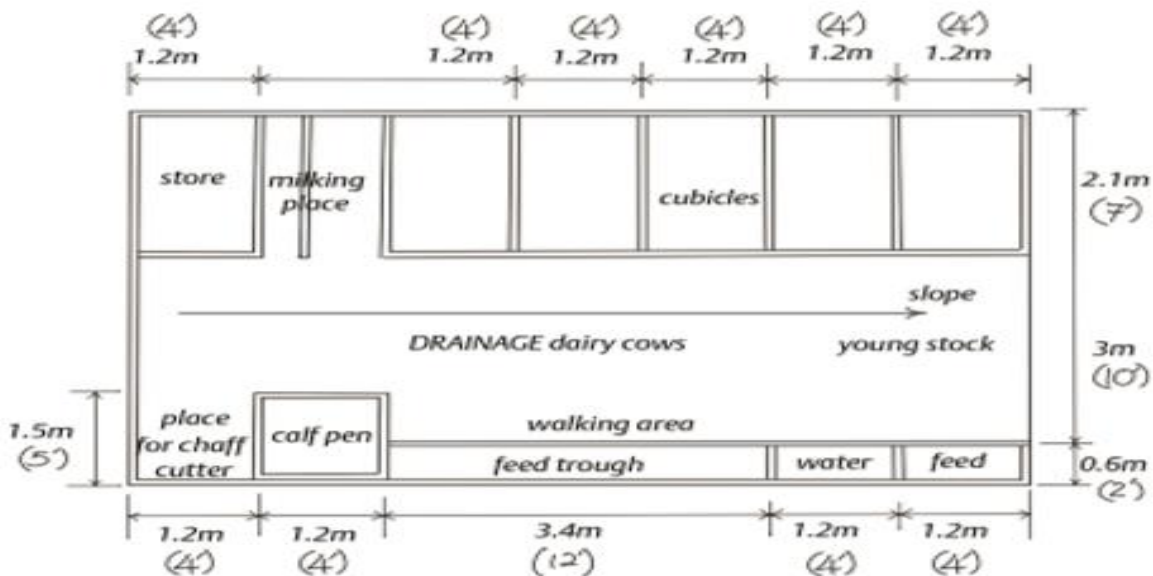 (4') (4') (4') (4') (4') (4')
1.2m 1.2m 1.2m 1.2m 1.2m 1.2m
store
milking
place
cubicles
2.1m
(7')
slope
DRAINAGE dairy cows
young stock
3m
(10')
1.5m
(5')
place
for chaff
cutter
calf pen
walking area
feed trough
water
feed
0.6m
(2')
1.2m 1.2m 3.4m 1.2m 1.2m
(4') (4') (12') (4') (4')